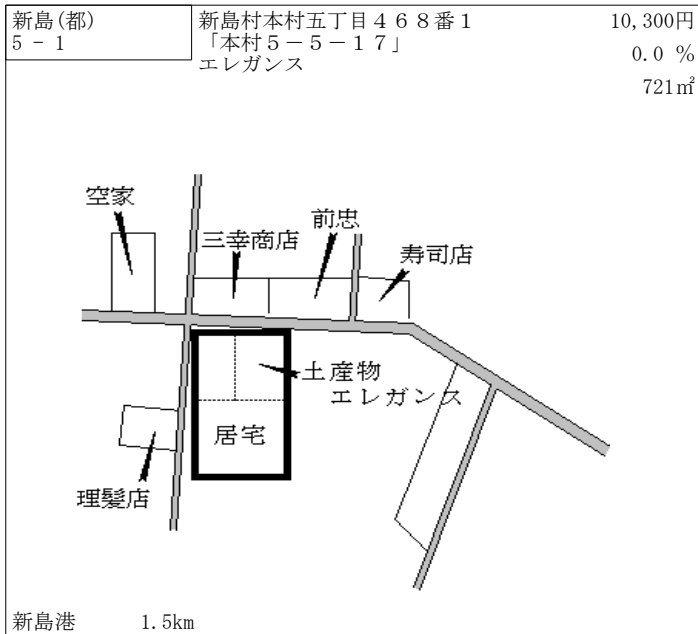 新島(都)
5 - 1
新島村本村五丁目４６８番1
「本村５－５－１７」
エレガンス
10,300円
0.0 %
721㎡
空家
三幸商店
前忠
寿司店
土産物
エレガンス
居宅
理髪店
新島港 1.5km